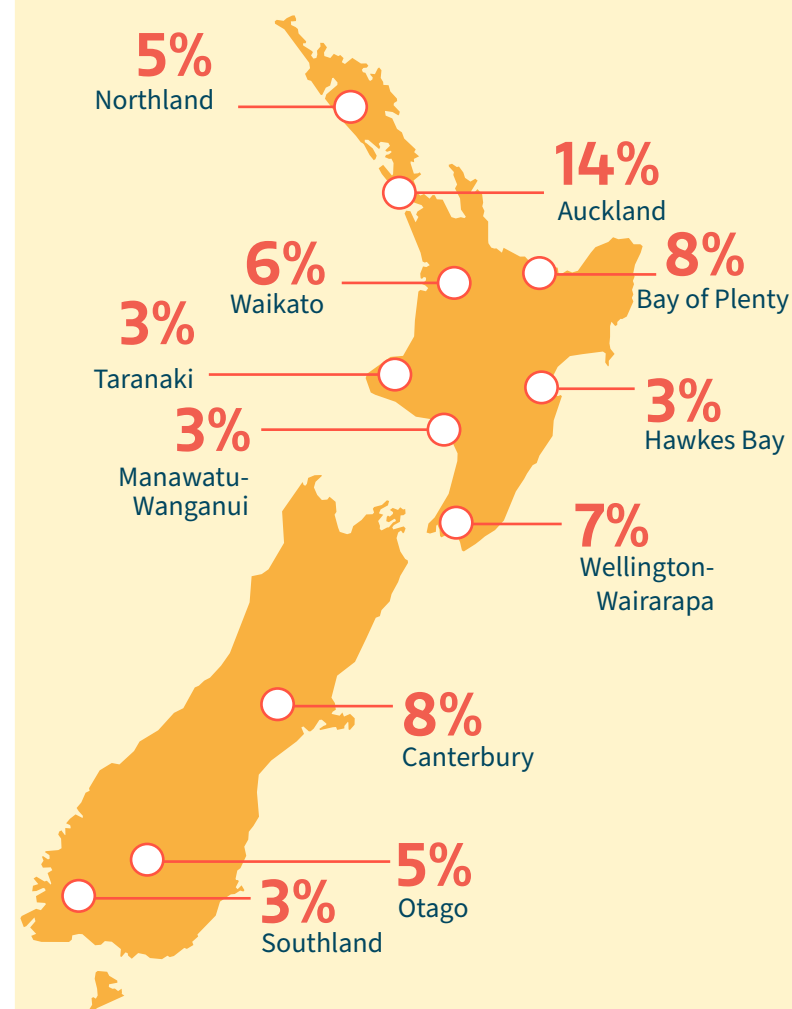 5%
Northland
14%
Auckland
6%
Waikato
8%
Bay of Plenty
3%
Taranaki
3%
Hawkes Bay
3%
Manawatu-
Wanganui
7%
Wellington-
Wairarapa
8%
Canterbury
5%
Otago
3%
Southland